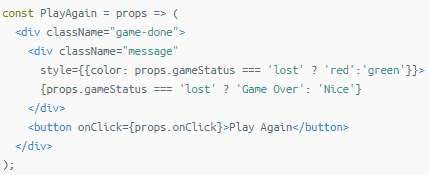 const PlayAgain = props => (
  <div className="game-done">
    <div className="message"
      style={{color: props.gameStatus === 'lost' ? 'red':'green'}}>
      {props.gameStatus === 'lost' ? 'Game Over': 'Nice'}
    </div>
    <button onClick={props.onClick}>Play Again</button>
  </div>
);